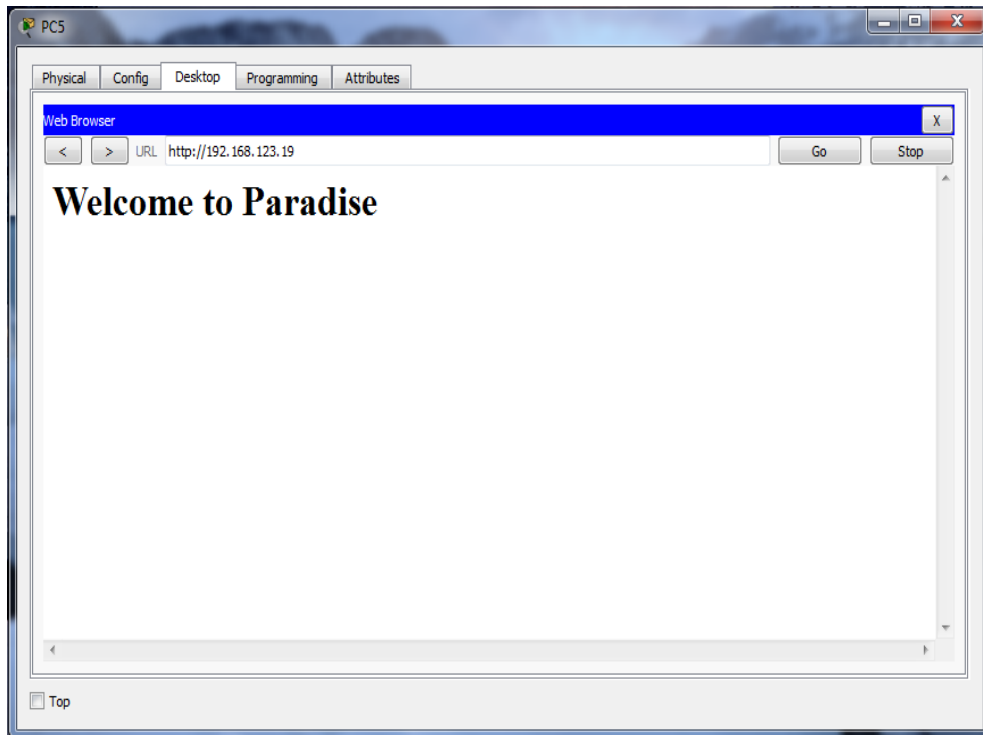 PC5
X
Physical Config Desktop Programming Attributes
Web Browser
X
< > URL http://192.168.123.19 Go Stop
Welcome to Paradise
Top